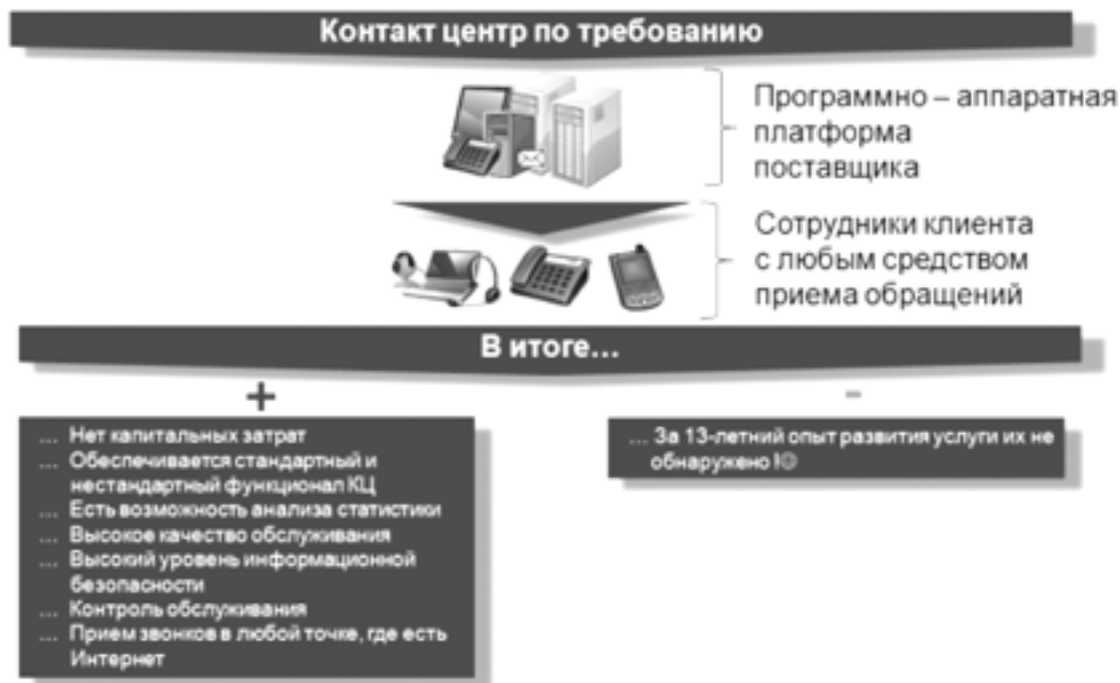 Контакт центр по требованию
Программно – аппаратная
платформа
поставщика
Сотрудники клиента
с любым средством
приема обращений
В итоге...
+
... Нет капитальных затрат
... Обеспечивается стандартный и
нестандартный функционал КЦ
... Есть возможность анализа статистики
... Высокое качество обслуживания
... Высокий уровень информационной
безопасности
... Контроль обслуживания
... Прием звонков в любой точке, где есть
Интернет
-
... За 13-летний опыт развития услуги их не
обнаружено !☺